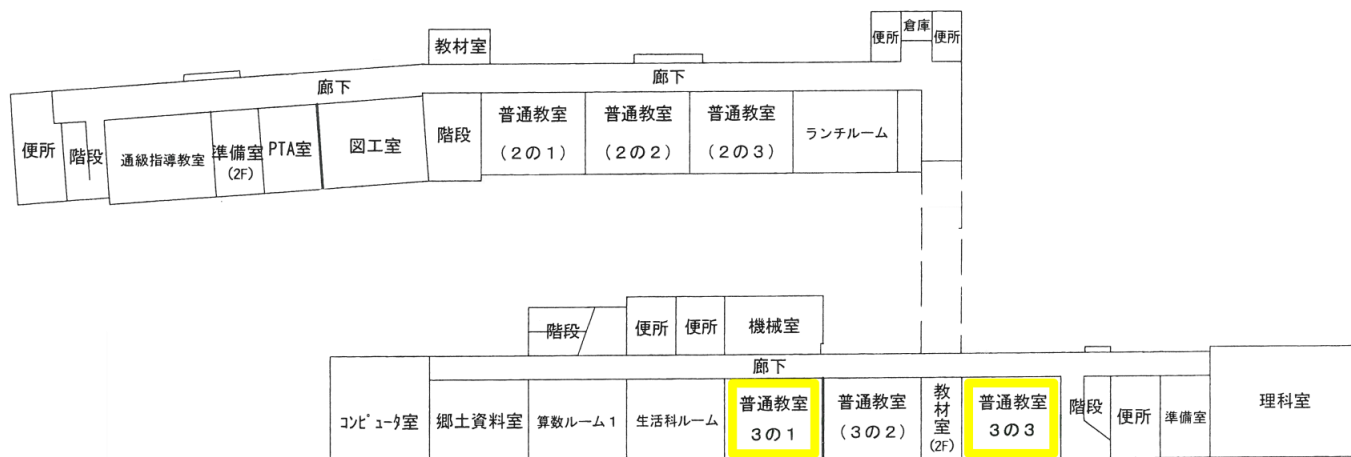 便所
倉庫
便所
教材室
廊下
廊下
便所
階段
通級指導教室
準備室
(2F)
PTA室
図工室
階段
普通教室
(2の1)
普通教室
(2の2)
普通教室
(2の3)
ランチルーム
階段
便所
便所
機械室
廊下
コンピュータ室
郷土資料室
算数ルーム1
生活科ルーム
普通教室
3の1
普通教室
(3の2)
教材室
(2F)
普通教室
3の3
階段
便所
準備室
理科室